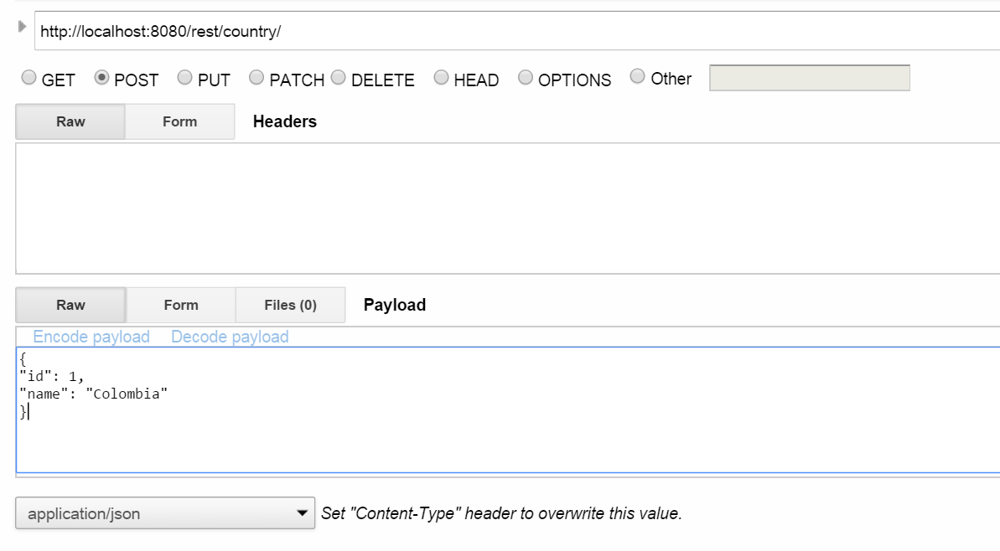 http://localhost:8080/rest/country/
GET POST PUT PATCH DELETE HEAD OPTIONS Other
Raw Form Headers
Raw Form Files (0) Payload
Encode payload Decode payload
{
"id": 1,
"name": "Colombia"
}
application/json Set "Content-Type" header to overwrite this value.